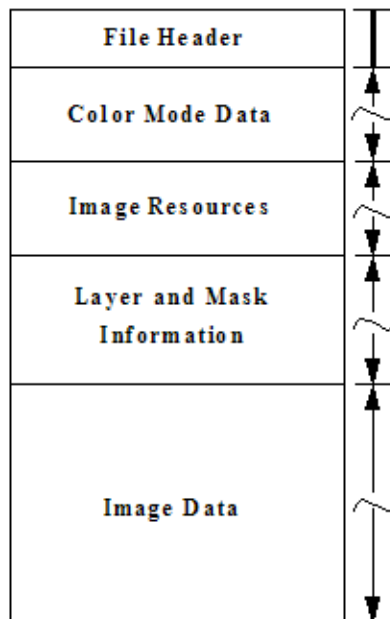 File Header
Color Mode Data
Image Resources
Layer and Mask
Information
Image Data